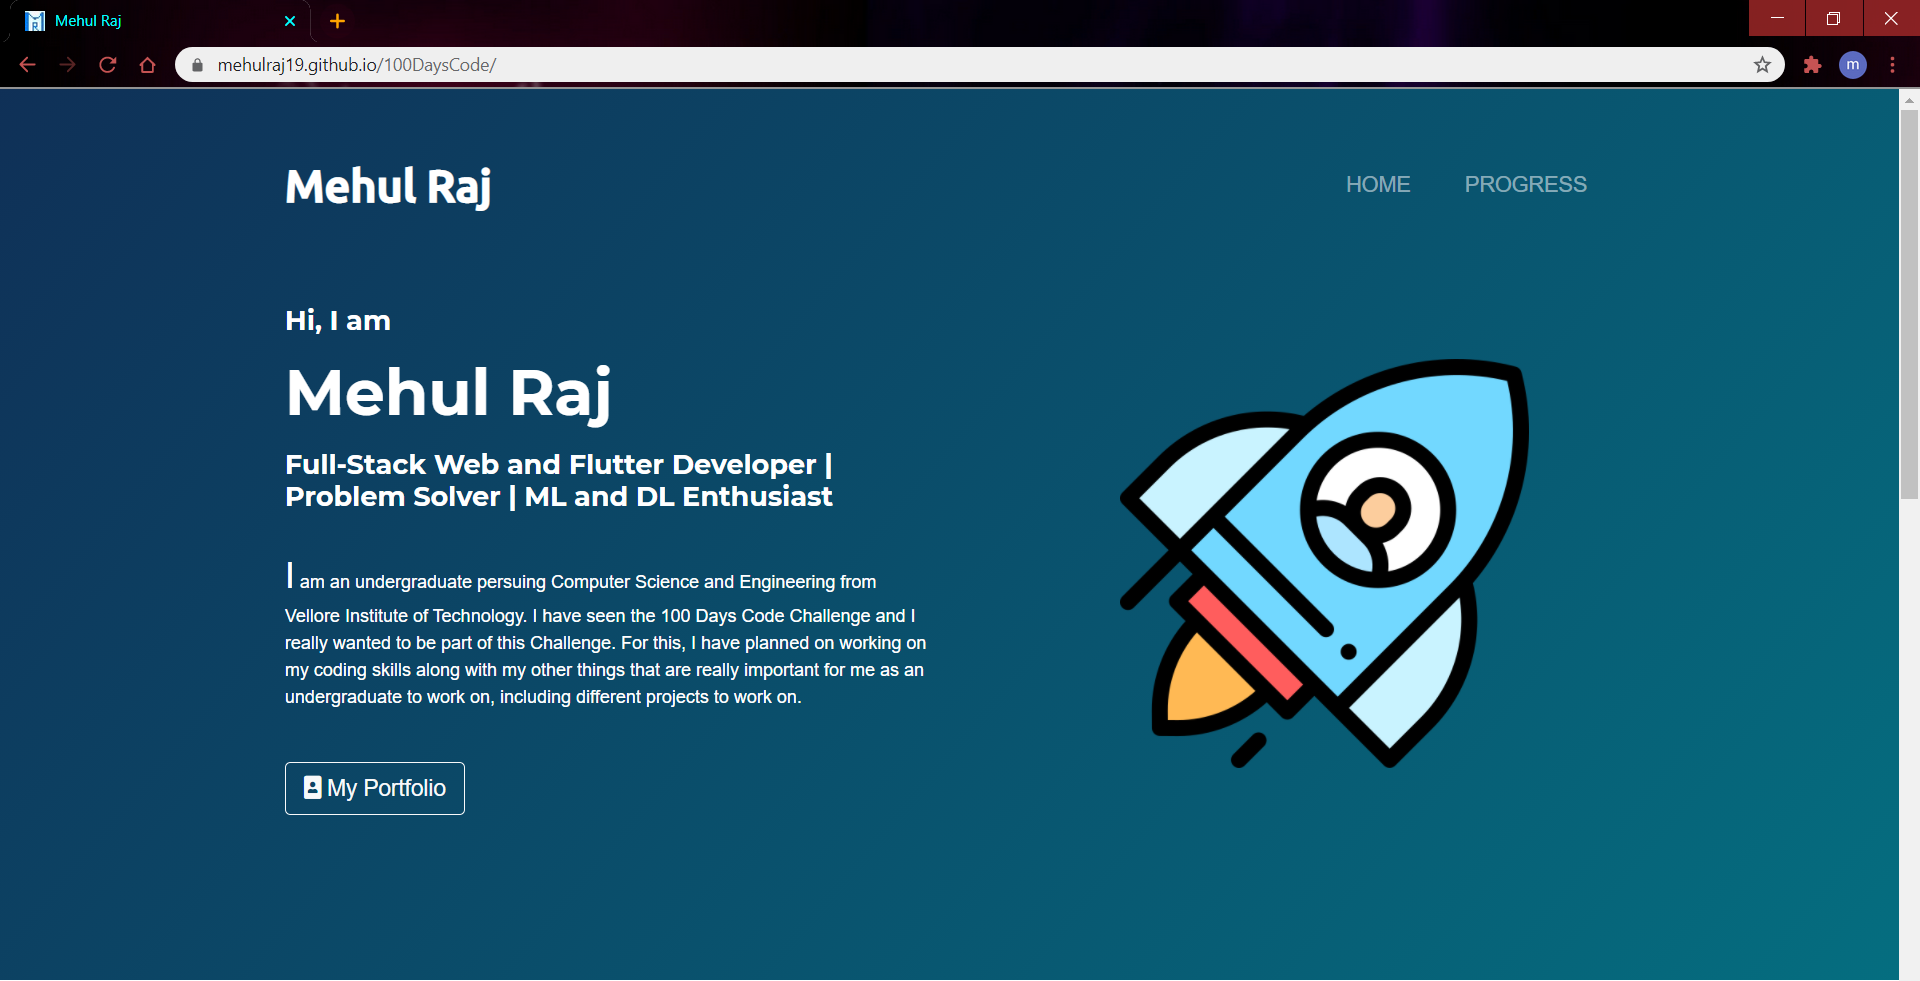 Mehul Raj
mehulraj19.github.io/100DaysCode/
m
Mehul Raj
HOME
PROGRESS
Hi, I am
Mehul Raj
Full-Stack Web and Flutter Developer |
Problem Solver | ML and DL Enthusiast
I am an undergraduate persuing Computer Science and Engineering from
Vellore Institute of Technology. I have seen the 100 Days Code Challenge and I
really wanted to be part of this Challenge. For this, I have planned on working on
my coding skills along with my other things that are really important for me as an
undergraduate to work on, including different projects to work on.
My Portfolio